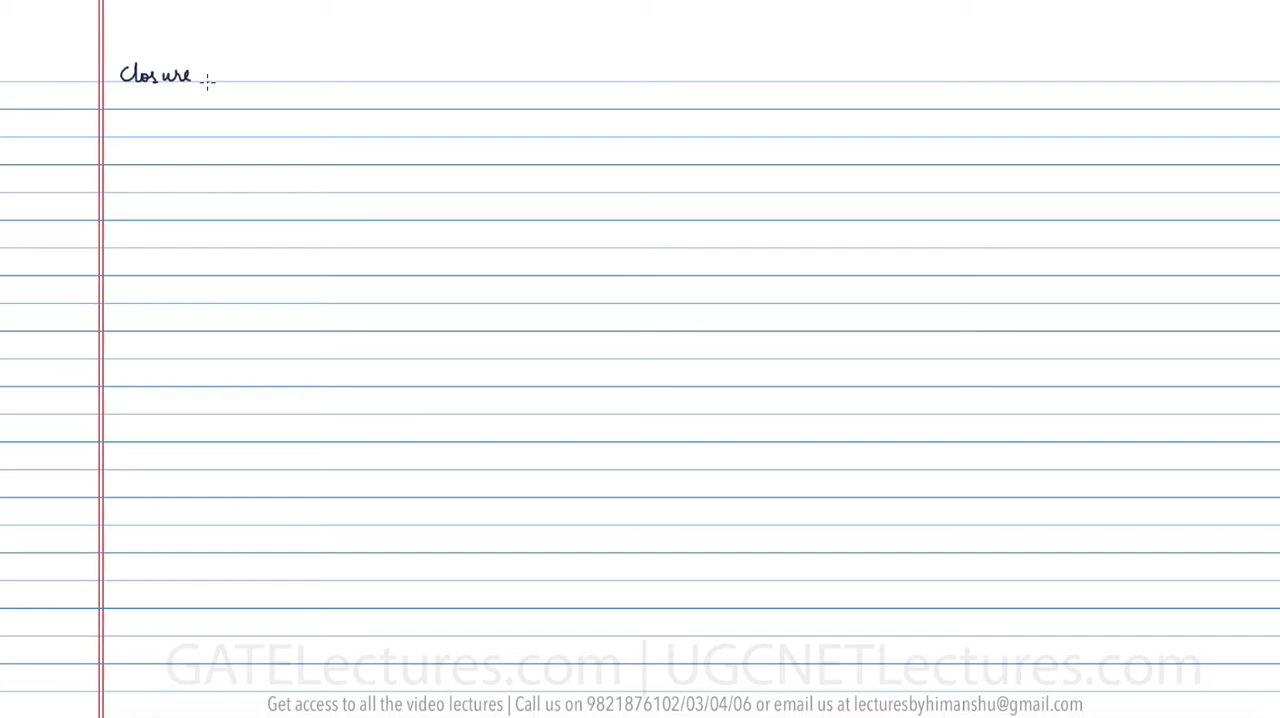 Closure
GATELectures.com | UGCNETLectures.com
Get access to all the video lectures | Call us on 9821876102/03/04/06 or email us at lecturesbyhimanshu@gmail.com